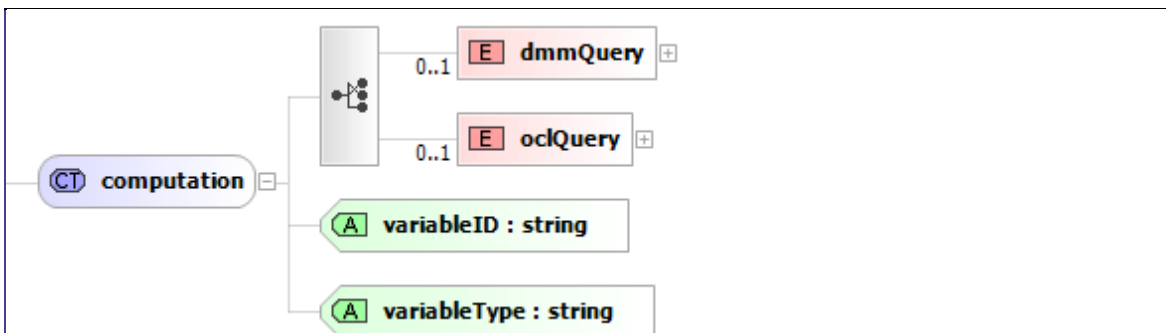 E dmmQuery
0..1
E oclQuery
0..1
CT computation
A variableID : string
A variableType : string